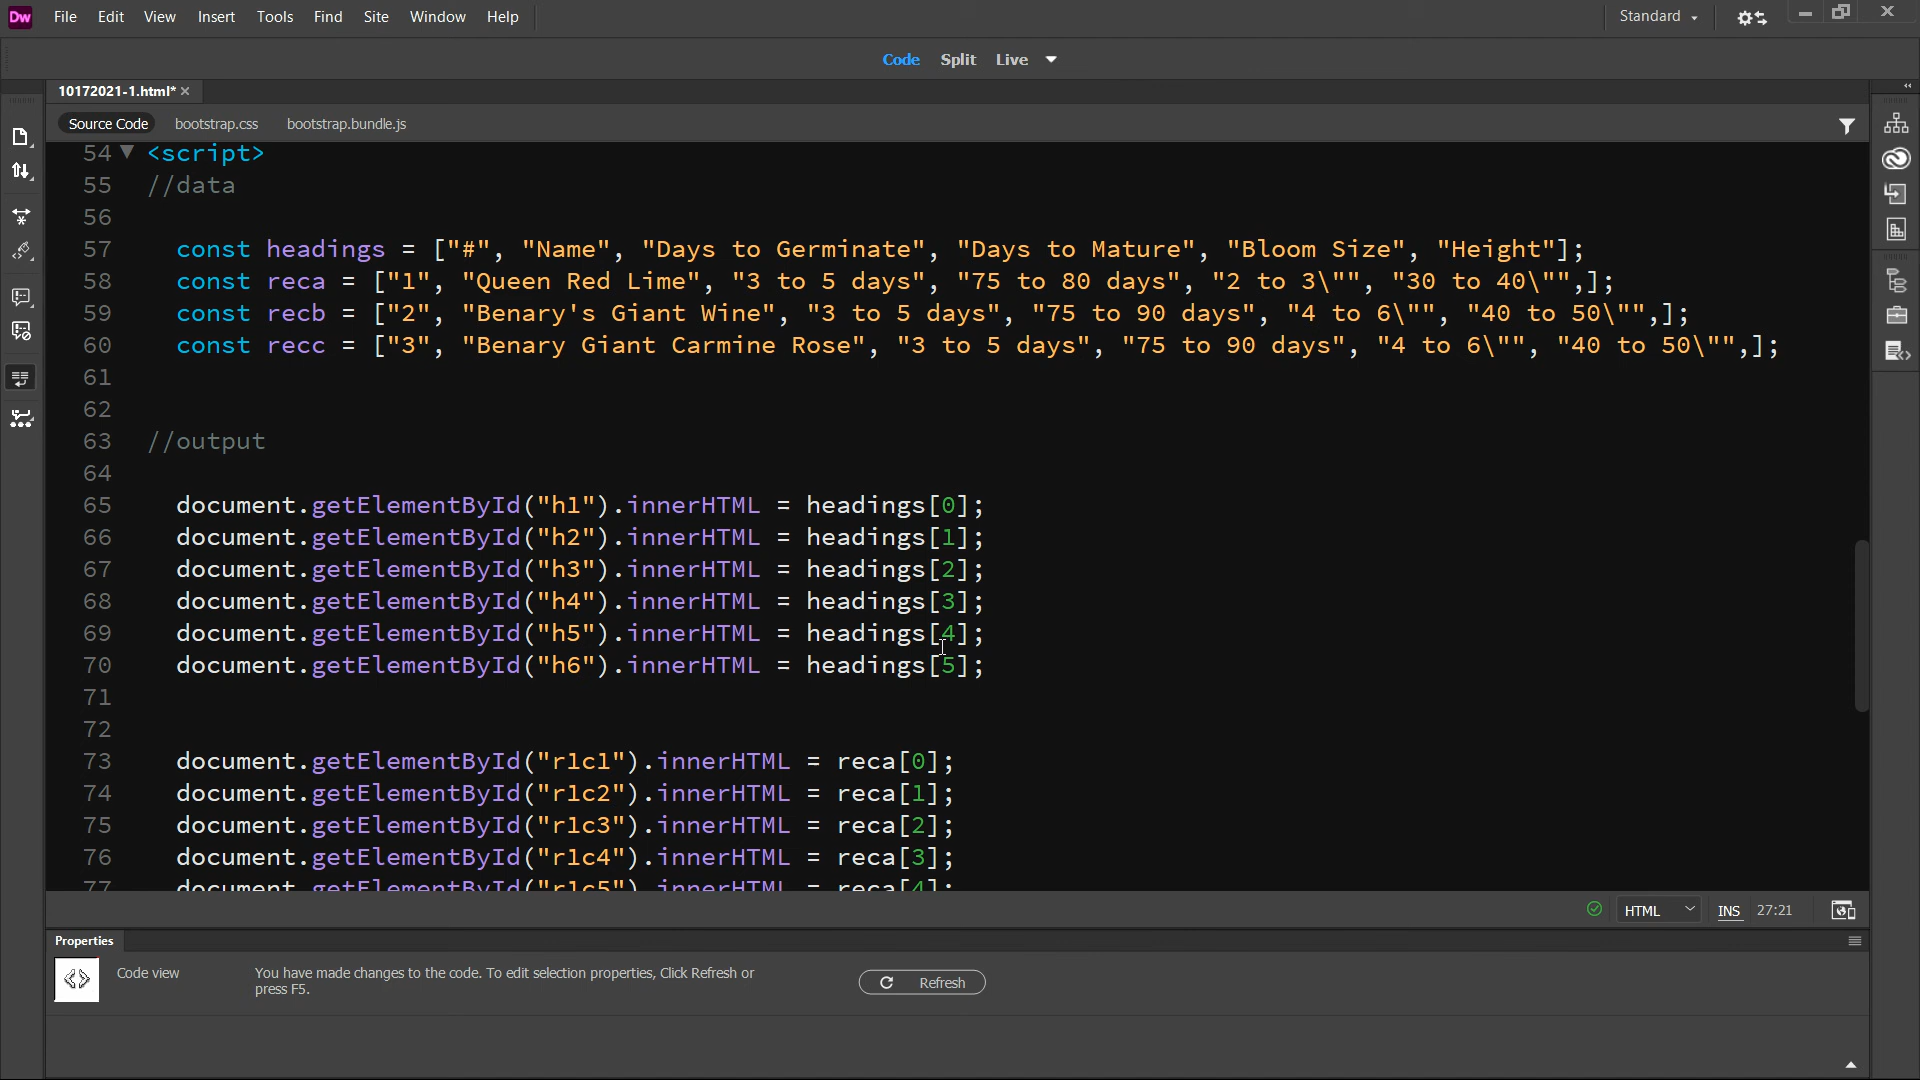 Dw File Edit View Insert Tools Find Site Window Help Standard
Code Split Live
10172021-1.html*
Source Code bootstrap.css bootstrap.bundle.js
54 <script>
55 //data
56
57 const headings = ["#", "Name", "Days to Germinate", "Days to Mature", "Bloom Size", "Height"];
58 const reca = ["1", "Queen Red Lime", "3 to 5 days", "75 to 80 days", "2 to 3\"", "30 to 40\"",];
59 const recb = ["2", "Benary's Giant Wine", "3 to 5 days", "75 to 90 days", "4 to 6\"", "40 to 50\"",];
60 const recc = ["3", "Benary Giant Carmine Rose", "3 to 5 days", "75 to 90 days", "4 to 6\"", "40 to 50\"",];
61
62
63 //output
64
65 document.getElementById("h1").innerHTML = headings[0];
66 document.getElementById("h2").innerHTML = headings[1];
67 document.getElementById("h3").innerHTML = headings[2];
68 document.getElementById("h4").innerHTML = headings[3];
69 document.getElementById("h5").innerHTML = headings[4];
70 document.getElementById("h6").innerHTML = headings[5];
71
72
73 document.getElementById("r1c1").innerHTML = reca[0];
74 document.getElementById("r1c2").innerHTML = reca[1];
75 document.getElementById("r1c3").innerHTML = reca[2];
76 document.getElementById("r1c4").innerHTML = reca[3];
77 document.getElementById("r1c5").innerHTML = reca[4];
HTML INS 27:21
Properties
Code view You have made changes to the code. To edit selection properties, Click Refresh or
press F5.
Refresh